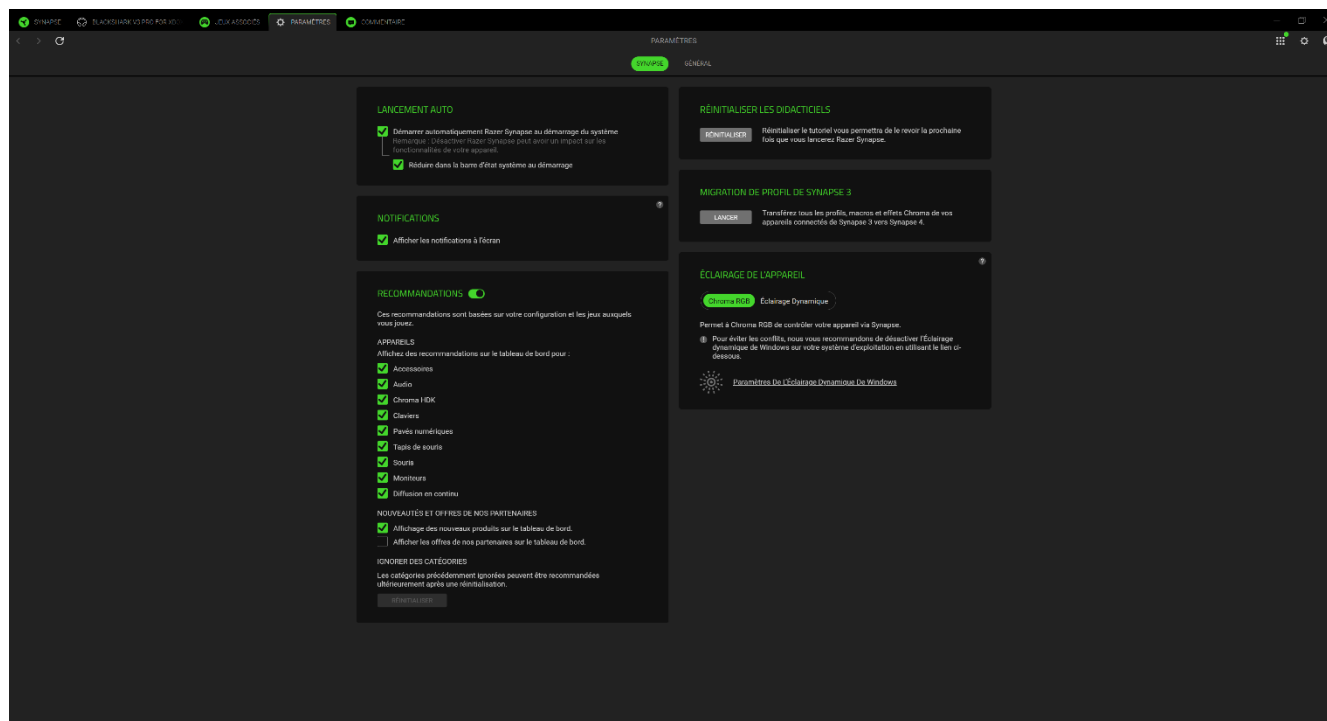 SYNAPSE
BLACKSHARK V3 PRO FOR XB
JEUX ASSOCIÉS
PARAMÈTRES
COMMENTAIRE
PARAMÈTRES
SYNAPSE
GÉNÉRAL
LANCEMENT AUTO
Démarrer automatiquement Razer Synapse au démarrage du système
Remarque : Désactiver Razer Synapse peut avoir un impact sur les
fonctionnalités de votre appareil.
Réduire dans la barre d'état système au démarrage
NOTIFICATIONS
Afficher les notifications à l'écran
RECOMMANDATIONS
Ces recommandations sont basées sur votre configuration et les jeux auxquels
vous jouez.
APPAREILS
Affichez des recommandations sur le tableau de bord pour :
Accessoires
Audio
Chroma HDK
Claviers
Pavés numériques
Tapis de souris
Souris
Moniteurs
Diffusion en continu
NOUVEAUTÉS ET OFFRES DE NOS PARTENAIRES
Affichage des nouveaux produits sur le tableau de bord.
Afficher les offres de nos partenaires sur le tableau de bord.
IGNORER DES CATÉGORIES
Les catégories précédemment ignorées peuvent être recommandées
ultérieurement après une réinitialisation.
RÉINITIALISER
RÉINITIALISER LES DIDACTICIELS
RÉINITIALISER
Réinitialiser le tutoriel vous permettra de le revoir la prochaine
fois que vous lancerez Razer Synapse.
MIGRATION DE PROFIL DE SYNAPSE 3
LANCER
Transférez tous les profils, macros et effets Chroma de vos
appareils connectés de Synapse 3 vers Synapse 4.
ÉCLAIRAGE DE L'APPAREIL
Chroma RGB
Éclairage Dynamique
Permet à Chroma RGB de contrôler votre appareil via Synapse.
Pour éviter les conflits, nous vous recommandons de désactiver l'Éclairage
dynamique de Windows sur votre système d'exploitation en utilisant le lien ci-
dessous.
Paramètres De L'Éclairage Dynamique De Windows